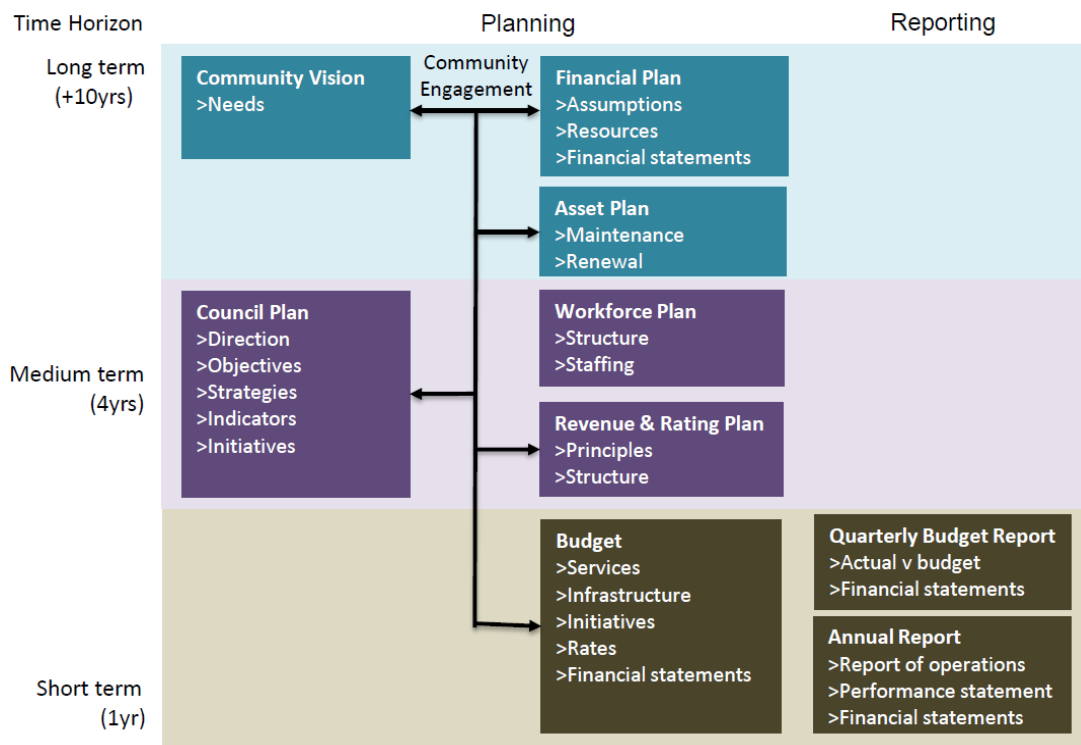 Time Horizon
Planning
Reporting
Long term
(+10yrs)
Community Vision
>Needs
Community
Engagement
Financial Plan
>Assumptions
>Resources
>Financial statements
Asset Plan
>Maintenance
>Renewal
Medium term
(4yrs)
Council Plan
>Direction
>Objectives
>Strategies
>Indicators
>Initiatives
Workforce Plan
>Structure
>Staffing
Revenue & Rating Plan
>Principles
>Structure
Short term
(1yr)
Budget
>Services
>Infrastructure
>Initiatives
>Rates
>Financial statements
Quarterly Budget Report
>Actual v budget
>Financial statements
Annual Report
>Report of operations
>Performance statement
>Financial statements